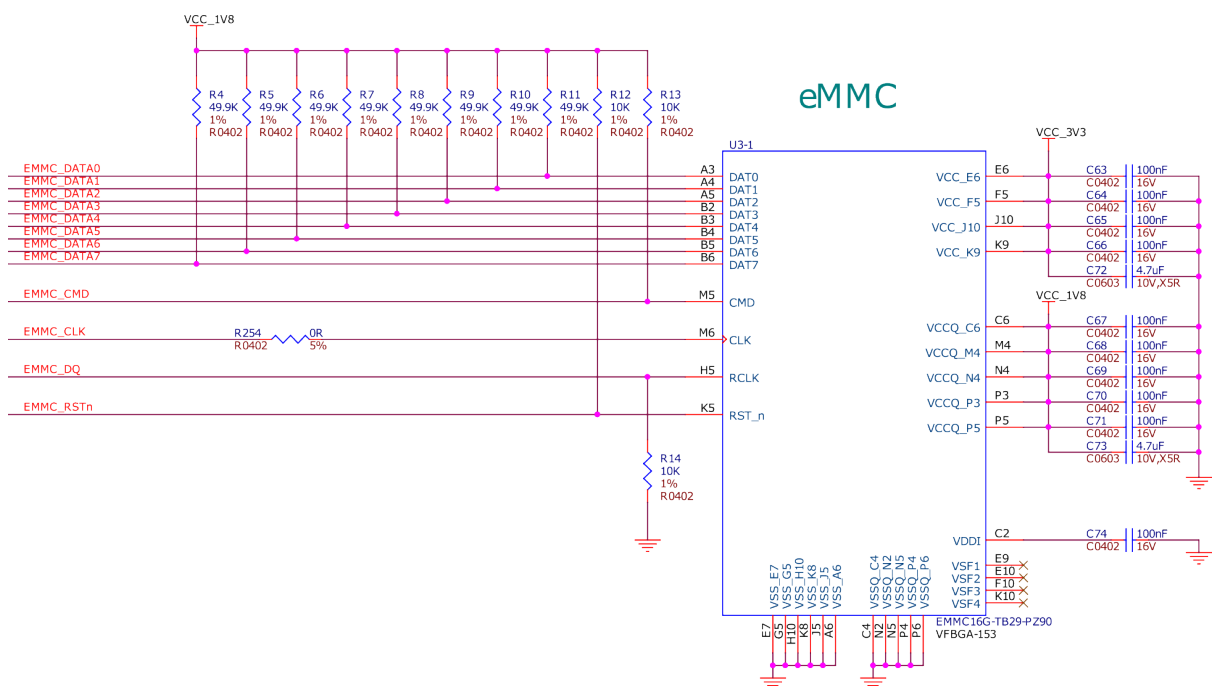 VCC_1V8
R4
49.9K
1%
R0402
R5
49.9K
1%
R0402
R6
49.9K
1%
R0402
R7
49.9K
1%
R0402
R8
49.9K
1%
R0402
R9
49.9K
1%
R0402
R10
49.9K
1%
R0402
R11
49.9K
1%
R0402
R12
10K
1%
R0402
R13
10K
1%
R0402
eMMC
U3-1
EMMC_DATA0
A3
DAT0
EMMC_DATA1
A4
DAT1
EMMC_DATA2
A5
DAT2
EMMC_DATA3
B2
DAT3
EMMC_DATA4
B3
DAT4
EMMC_DATA5
B4
DAT5
EMMC_DATA6
B5
DAT6
EMMC_DATA7
B6
DAT7
EMMC_CMD
M5
CMD
EMMC_CLK
R254
R0402
0R
5%
M6
CLK
EMMC_DQ
H5
RCLK
EMMC_RSTn
K5
RST_n
R14
10K
1%
R0402
VCC_3V3
VCC_E6
E6
C63
C0402
100nF
16V
VCC_F5
F5
C64
C0402
100nF
16V
VCC_J10
J10
C65
C0402
100nF
16V
VCC_K9
K9
C66
C0402
100nF
16V
C72
C0603
4.7uF
10V,X5R
VCC_1V8
VCCQ_C6
C6
C67
C0402
100nF
16V
VCCQ_M4
M4
C68
C0402
100nF
16V
VCCQ_N4
N4
C69
C0402
100nF
16V
VCCQ_P3
P3
C70
C0402
100nF
16V
VCCQ_P5
P5
C71
C0402
100nF
16V
C73
C0603
4.7uF
10V,X5R
VDDI
C2
C74
C0402
100nF
16V
VSF1
E9
VSF2
E10
VSF3
F10
VSF4
K10
VSS_E7
VSS_G5
VSS_H10
VSS_K8
VSS_J5
VSS_A6
VSSQ_C4
VSSQ_N2
VSSQ_N5
VSSQ_P4
VSSQ_P6
E7
G5
H10
K8
J5
A6
C4
N2
N5
P4
P6
EMMC16G-TB29-PZ90
VFBGA-153